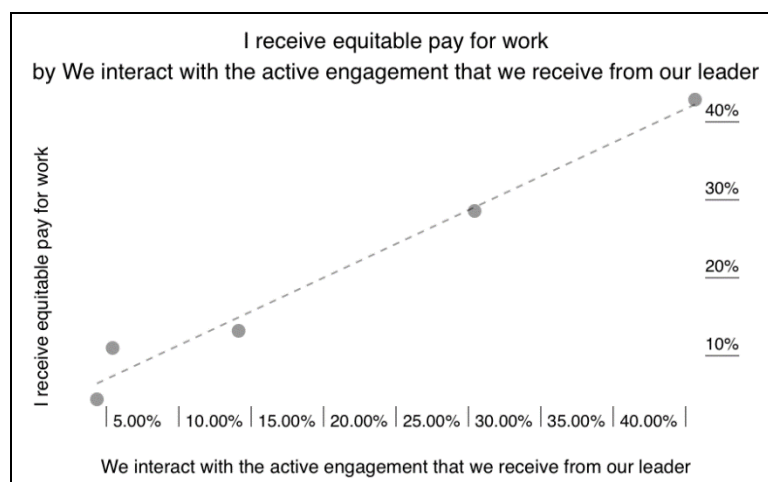 I receive equitable pay for work
by We interact with the active engagement that we receive from our leader
I receive equitable pay for work
40%
30%
20%
10%
5.00% 10.00% 15.00% 20.00% 25.00% 30.00% 35.00% 40.00%
We interact with the active engagement that we receive from our leader